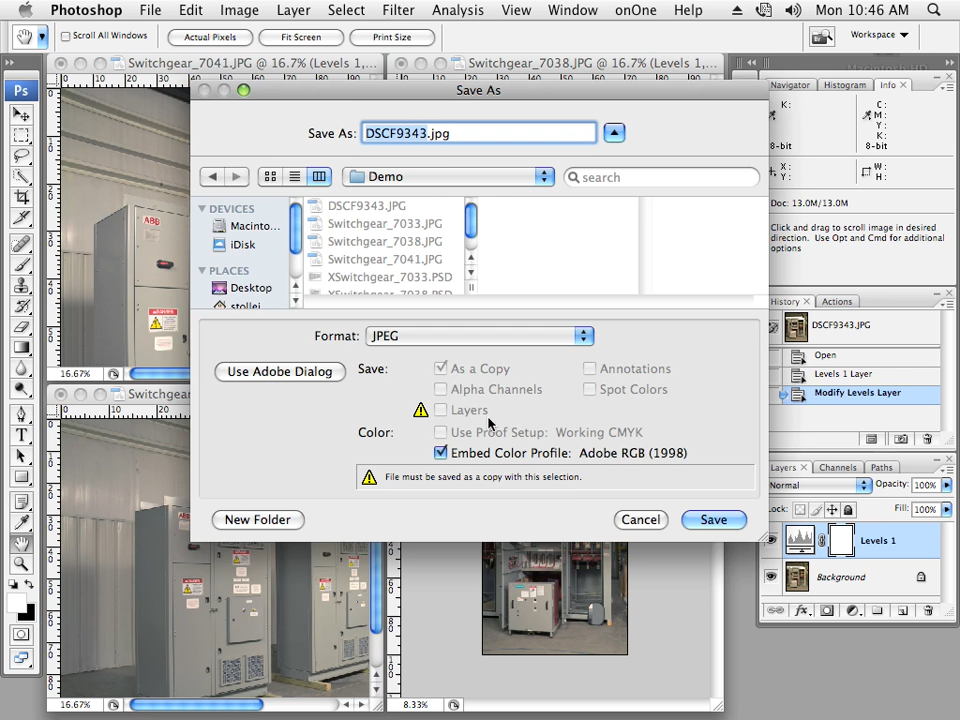 Photoshop File Edit Image Layer Select Filter Analysis View Window onOne Help Mon 10:46 AM
Scroll All Windows Actual Pixels Fit Screen Print Size Workspace
Switchgear_7041.JPG @ 16.7% (Levels 1,...
Switchgear_7038.JPG @ 16.7% (Levels 1,...
Ps
Save As
Save As: DSCF9343.jpg
Demo
search
DEVICES
Macinto...
iDisk
PLACES
Desktop
stollei
DSCF9343.JPG
Switchgear_7033.JPG
Switchgear_7038.JPG
Switchgear_7041.JPG
XSwitchgear_7033.PSD
XSwitchgear_7038.PSD
Format: JPEG
Use Adobe Dialog
Save: As a Copy Annotations
Alpha Channels Spot Colors
Layers
Color: Use Proof Setup: Working CMYK
Embed Color Profile: Adobe RGB (1998)
File must be saved as a copy with this selection.
New Folder Cancel Save
ABB
16.67%
Switchgear
16.67%
8.33%
Navigator Histogram Info
K:
8-bit
C:
M:
Y:
K:
8-bit
X:
Y:
W:
H:
Doc: 13.0M/13.0M
Click and drag to scroll image in desired
direction. Use Opt and Cmd for additional
options
History Actions
DSCF9343.JPG
Open
Levels 1 Layer
Modify Levels Layer
Layers Channels Paths
Normal Opacity: 100%
Lock: Fill: 100%
Levels 1
Background